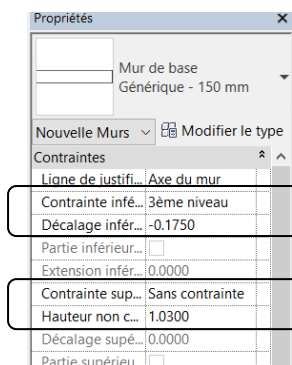 Propriétés
Mur de base
Générique - 150 mm
Nouvelle Murs
Modifier le type
Contraintes
Ligne de justifi... Axe du mur
Contrainte infé... 3ème niveau
Décalage infér... -0.1750
Partie inférieur...
Extension infér... 0.0000
Contrainte sup... Sans contrainte
Hauteur non c... 1.0300
Décalage supé... 0.0000
Partie supérieu